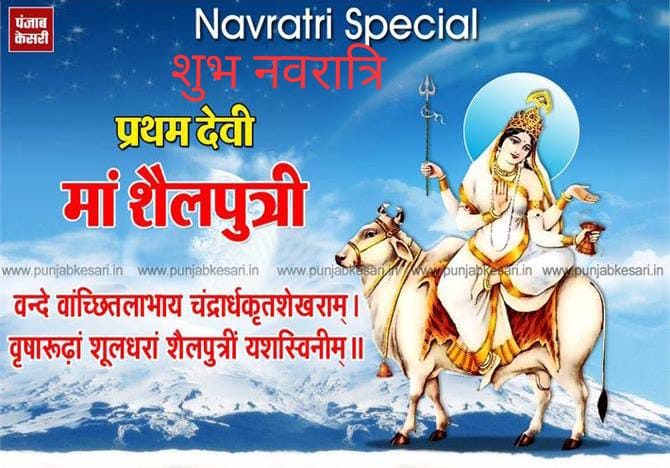 पंजाब
केसरी
Navratri Special
शुभ नवरात्रि
प्रथम देवी
मां शैलपुत्री
www.punjabkesari.in www.punjabkesari.in www.punjabkesari.in www.punjabkesari.in www.punjabkesari.in
वन्दे वांच्छितलाभाय चंद्रार्धकृतशेखराम्।
वृषारूढ़ां शूलधरां शैलपुत्रीं यशस्विनीम्॥